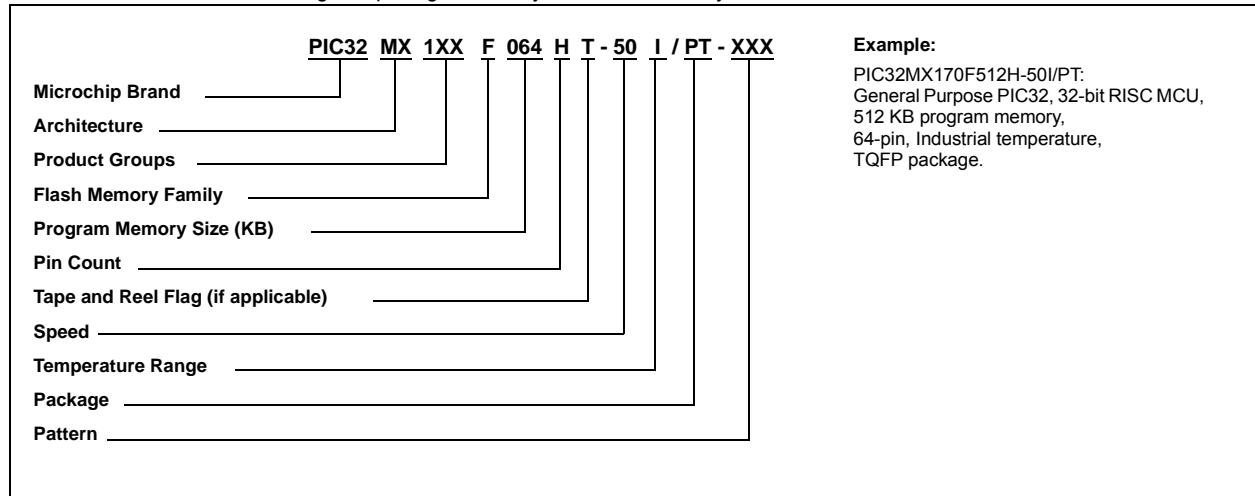 PIC32 MX 1XX F 064 H T - 50 I / PT - XXX
Microchip Brand
Architecture
Product Groups
Flash Memory Family
Program Memory Size (KB)
Pin Count
Tape and Reel Flag (if applicable)
Speed
Temperature Range
Package
Pattern
Example:
PIC32MX170F512H-50I/PT:
General Purpose PIC32, 32-bit RISC MCU,
512 KB program memory,
64-pin, Industrial temperature,
TQFP package.